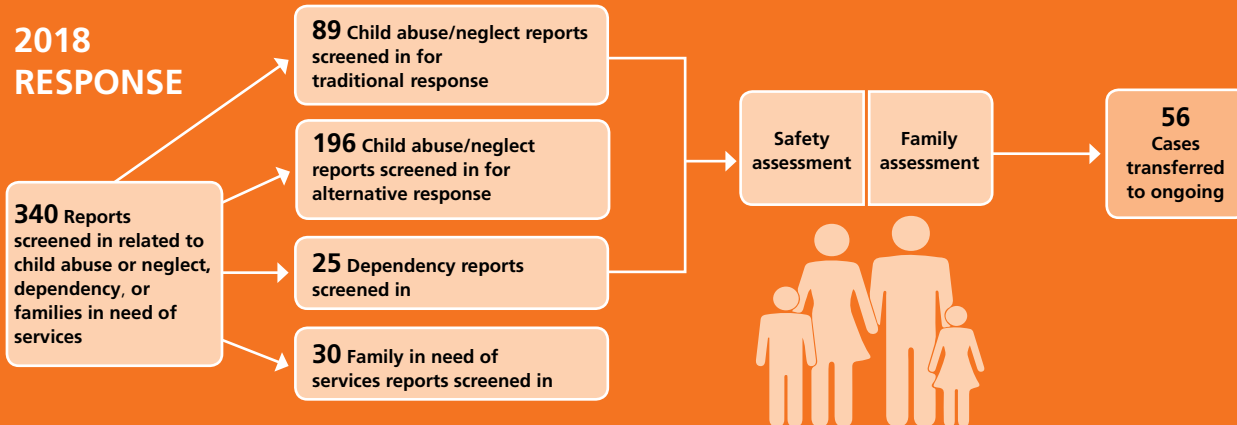 2018
RESPONSE
340 Reports
screened in related to
child abuse or neglect,
dependency, or
families in need of
services
89 Child abuse/neglect reports
screened in for
traditional response
196 Child abuse/neglect
reports screened in for
alternative response
25 Dependency reports
screened in
30 Family in need of
services reports screened in
Safety
assessment
Family
assessment
56
Cases
transferred
to ongoing